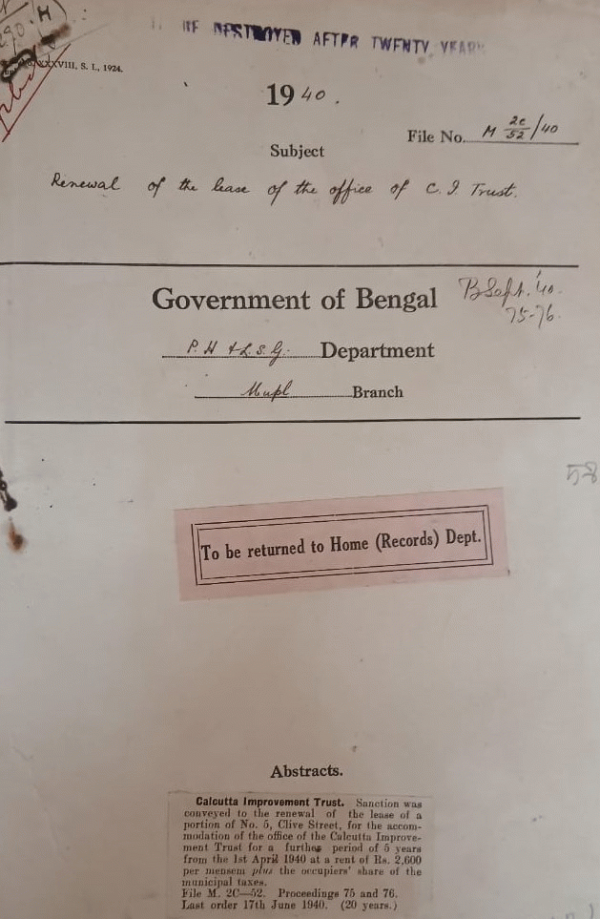 BE DESTROYED AFTER TWENTY YEARS
XXXVIII. S. I., 1924.
1940.
File No. M 2C/52/40
Subject
Renewal of the lease of the office of C. I. Trust.
Government of Bengal
B Sept. '40.
75-76.
P. H & L. S. G. Department
Mupl Branch
58
To be returned to Home (Records) Dept.
Abstracts.
Calcutta Improvement Trust. Sanction was
conveyed to the renewal of the lease of a
portion of No. 5, Clive Street, for the accom-
modation of the office of the Calcutta Improve-
ment Trust for a further period of 5 years
from the 1st April 1940 at a rent of Rs. 2,600
per mensem plus the occupiers' share of the
municipal taxes.
File M. 2C—52. Proceedings 75 and 76.
Last order 17th June 1940. (20 years.)